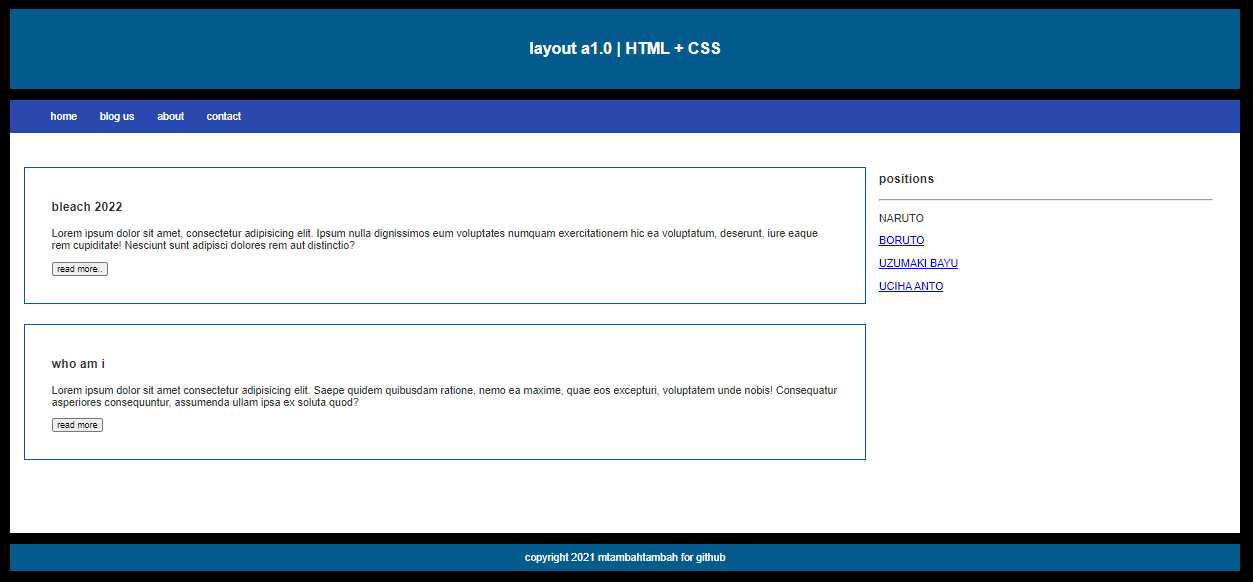 layout a1.0 | HTML + CSS
home blog us about contact
bleach 2022
Lorem ipsum dolor sit amet, consectetur adipisicing elit. Ipsum nulla dignissimos eum voluptates numquam exercitationem hic ea voluptatum, deserunt, iure eaque
rem cupiditate! Nesciunt sunt adipisci dolores rem aut distinctio?
read more..
who am i
Lorem ipsum dolor sit amet consectetur adipisicing elit. Saepe quidem quibusdam ratione, nemo ea maxime, quae eos excepturi, voluptatem unde nobis! Consequatur
asperiores consequuntur, assumenda ullam ipsa ex soluta quod?
read more
positions
NARUTO
BORUTO
UZUMAKI BAYU
UCIHA ANTO
copyright 2021 mtambahtambah for github